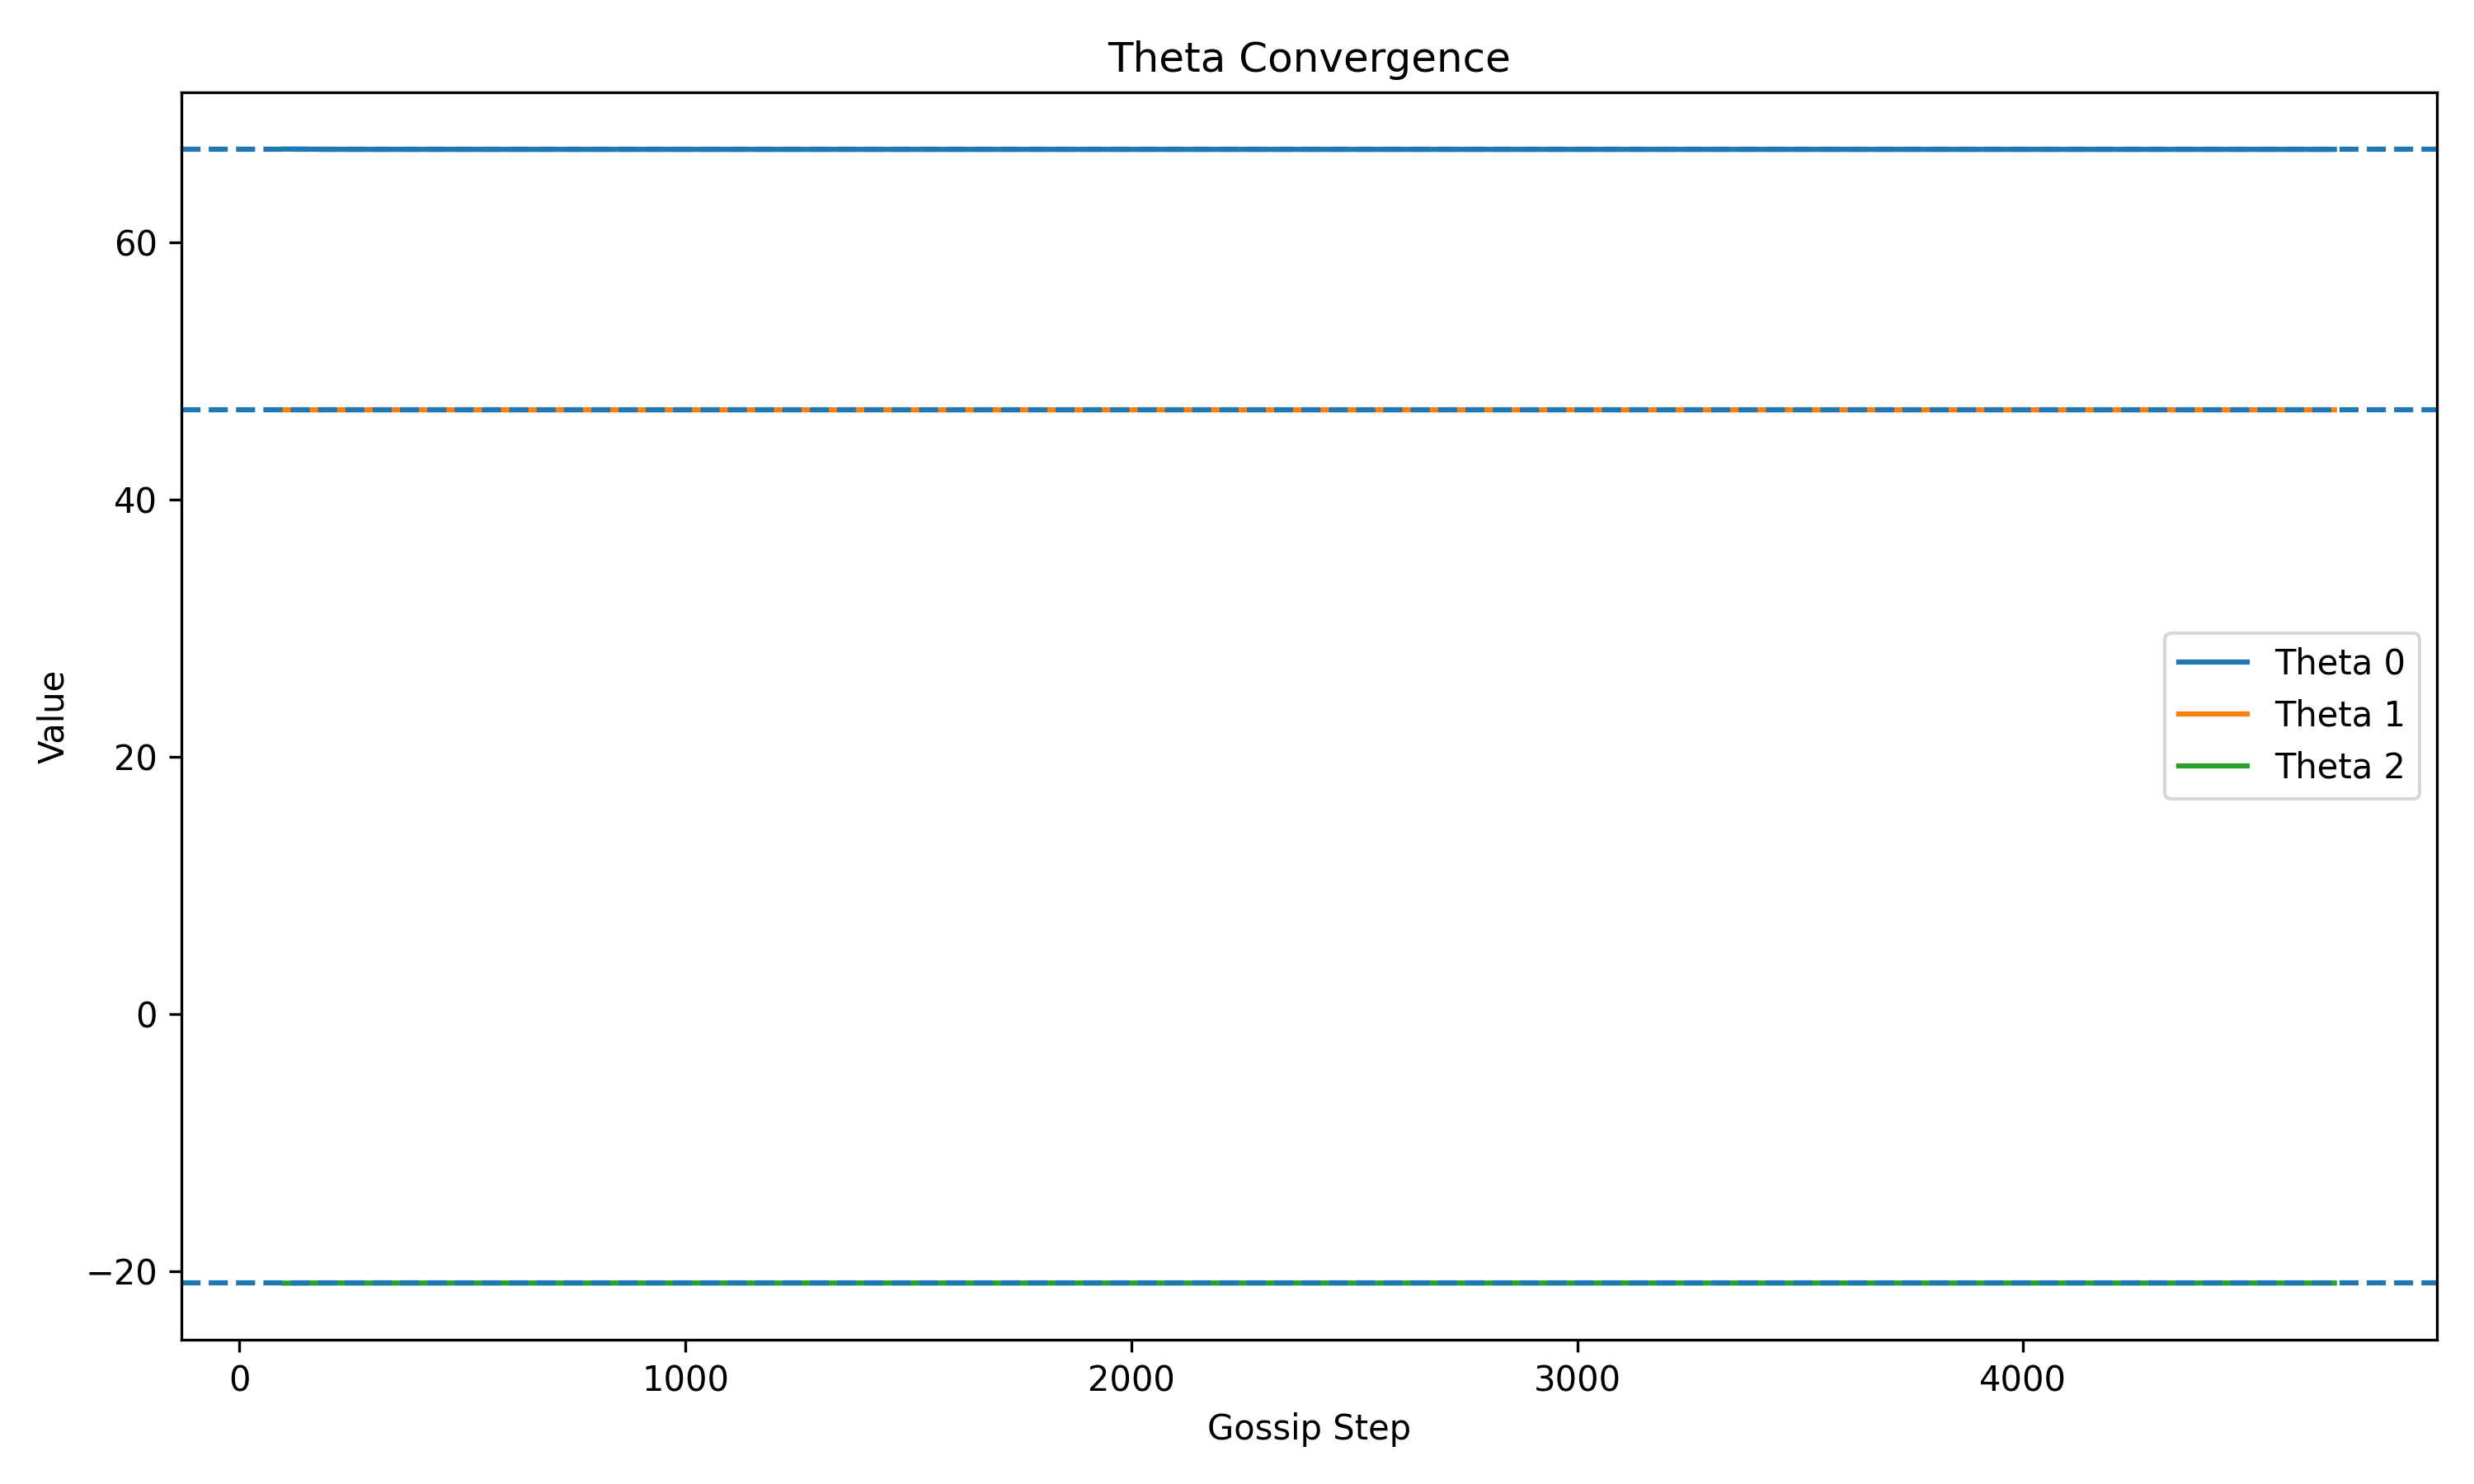 Theta Convergence
Value
60
40
20
0
−20
Theta 0
Theta 1
Theta 2
0 1000 2000 3000 4000
Gossip Step